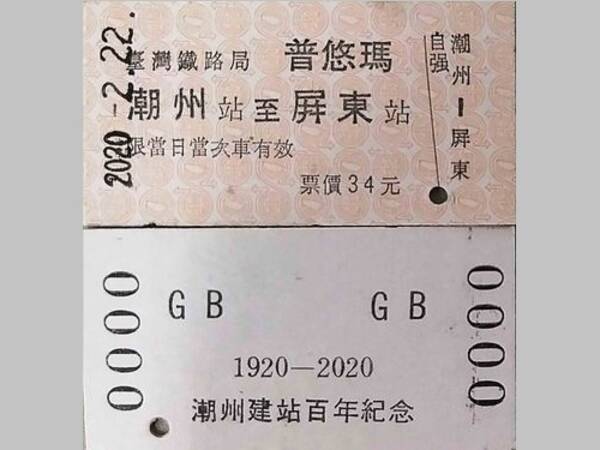 2020.-2.22.
臺灣鐵路局 普悠瑪
潮州站至屏東站
限當日當次車有效
票價34元
自强
潮州－屏東
0000
GB GB
0000
1920—2020
潮州建站百年紀念